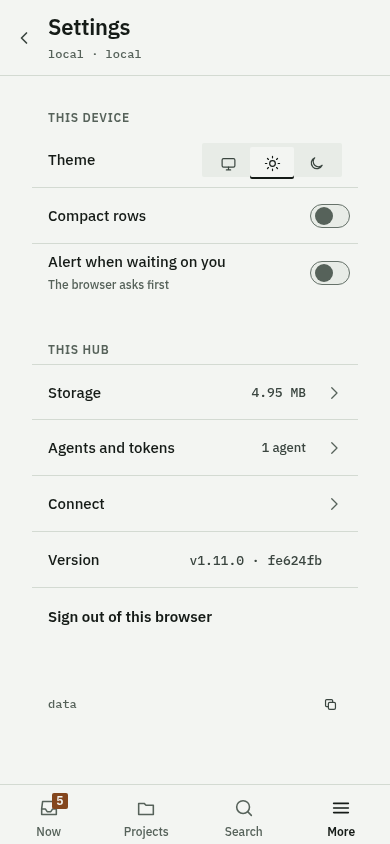 Settings
local · local
THIS DEVICE
Theme
Compact rows
Alert when waiting on you
The browser asks first
THIS HUB
Storage 4.95 MB
Agents and tokens 1 agent
Connect
Version v1.11.0 · fe624fb
Sign out of this browser
data
5
Now Projects Search More